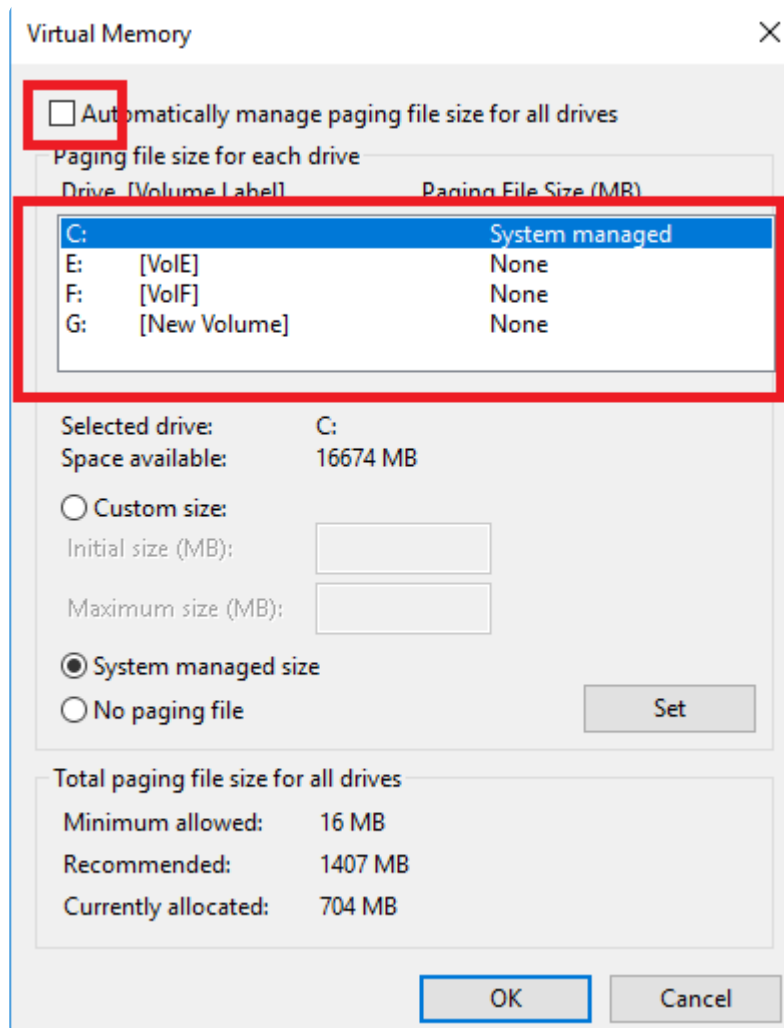 Virtual Memory
Automatically manage paging file size for all drives
Paging file size for each drive
Drive [Volume Label] Paging File Size (MB)
C: System managed
E: [VolE] None
F: [VolF] None
G: [New Volume] None
Selected drive: C:
Space available: 16674 MB
Custom size:
Initial size (MB):
Maximum size (MB):
System managed size
No paging file
Set
Total paging file size for all drives
Minimum allowed: 16 MB
Recommended: 1407 MB
Currently allocated: 704 MB
OK Cancel